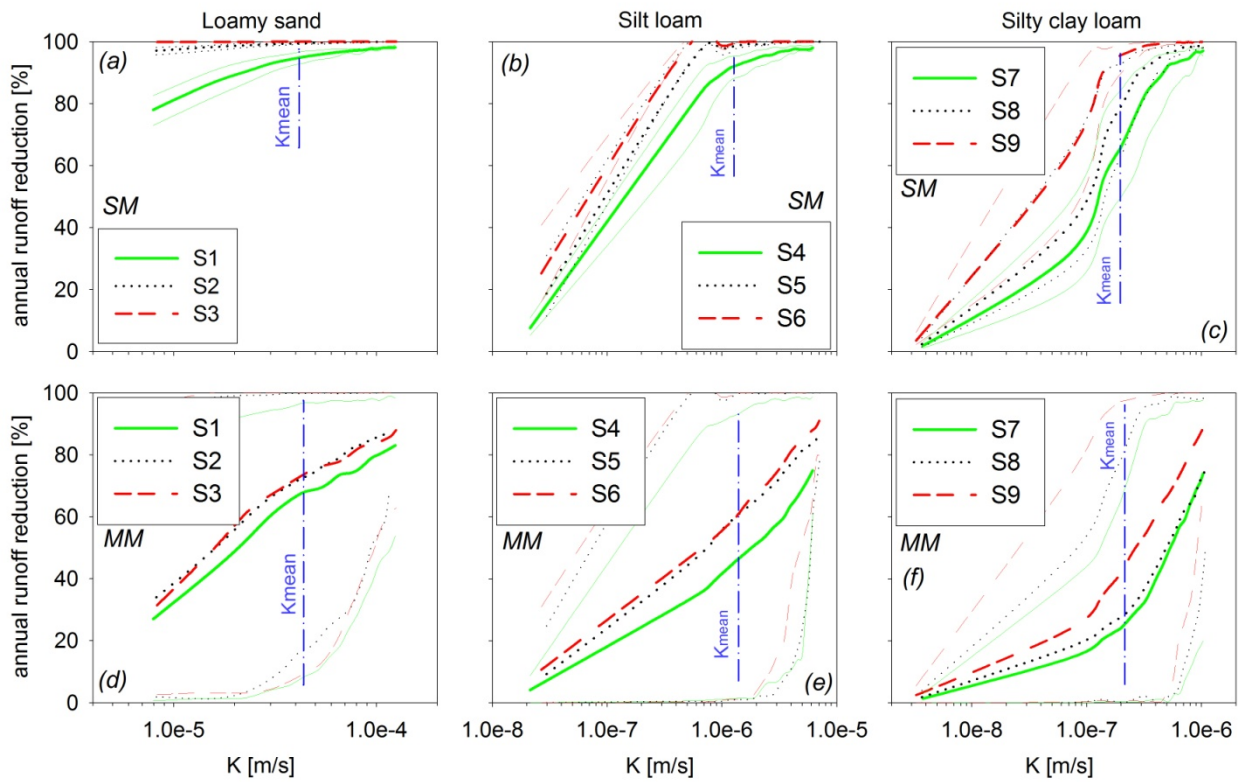 Loamy sand
Silt loam
Silty clay loam
annual runoff reduction [%]
100
80
60
40
20
0
(a)
Kmean
SM
S1
S2
S3
(b)
Kmean
SM
S4
S5
S6
S7
S8
S9
SM
Kmean
(c)
annual runoff reduction [%]
100
80
60
40
20
0
S1
S2
S3
MM
Kmean
(d)
1.0e-5
1.0e-4
K [m/s]
S4
S5
S6
MM
Kmean
(e)
1.0e-8
1.0e-7
1.0e-6
1.0e-5
K [m/s]
S7
S8
S9
MM
(f)
Kmean
1.0e-8
1.0e-7
1.0e-6
K [m/s]